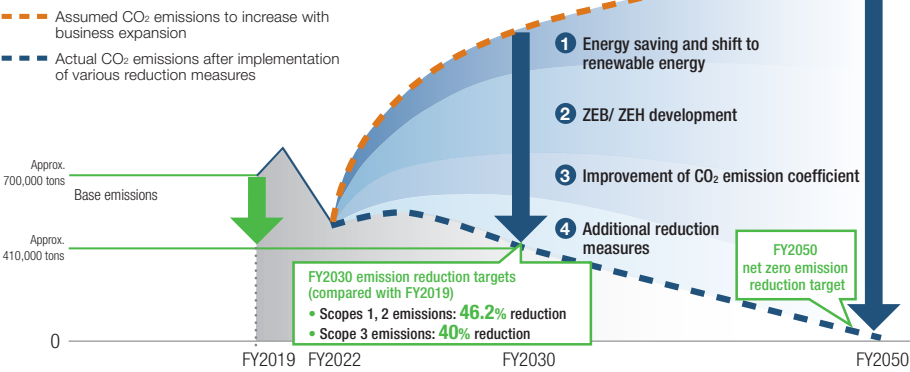 Assumed CO₂ emissions to increase with
business expansion
Actual CO₂ emissions after implementation
of various reduction measures
Approx.
700,000 tons
Base emissions
Approx.
410,000 tons
0
1 Energy saving and shift to
renewable energy
2 ZEB/ ZEH development
3 Improvement of CO₂ emission coefficient
4 Additional reduction
measures
FY2030 emission reduction targets
(compared with FY2019)
• Scopes 1, 2 emissions: 46.2% reduction
• Scope 3 emissions: 40% reduction
FY2050
net zero emission
reduction target
FY2019
FY2022
FY2030
FY2050